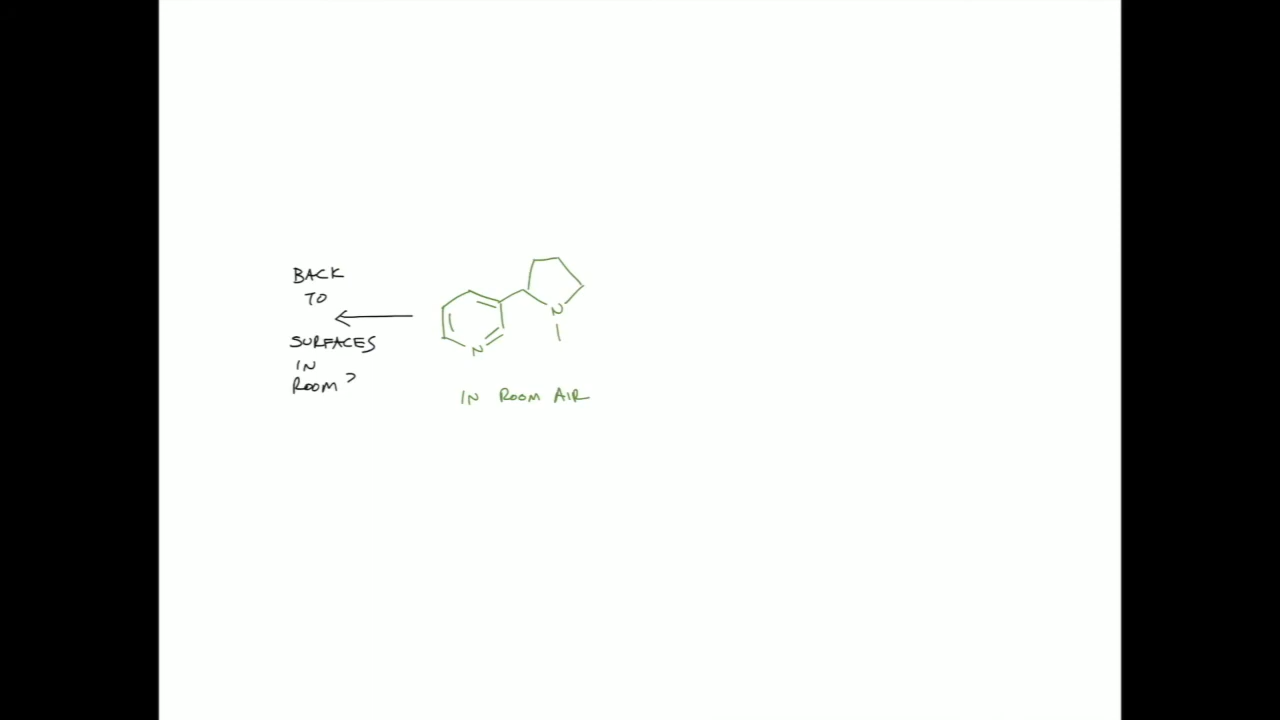 BACK
TO
SURFACES
IN
ROOM?
N
N
IN ROOM AIR